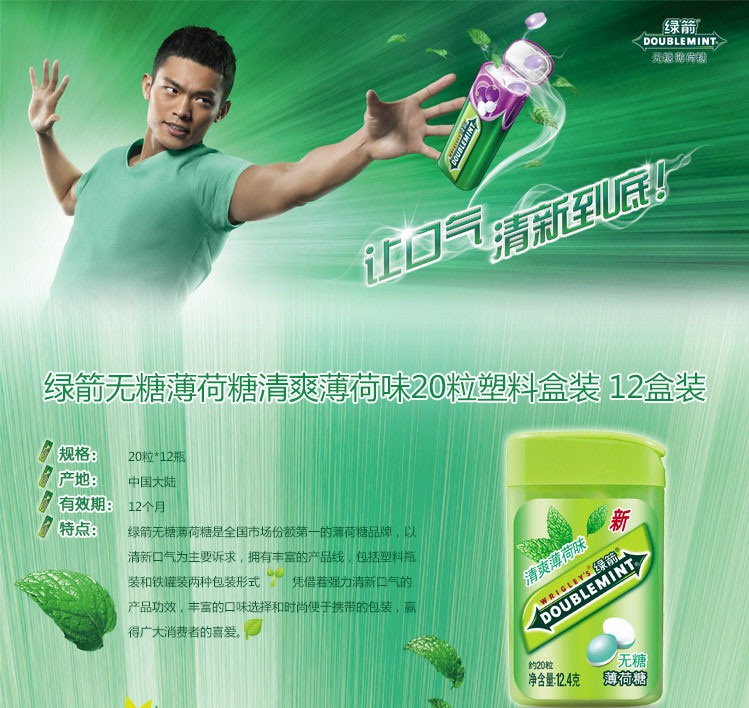 绿箭
DOUBLEMINT
无糖薄荷糖
DOUBLEMINT
让口气 清新到底！
绿箭无糖薄荷糖清爽薄荷味20粒塑料盒装 12盒装
规格： 20粒*12瓶
产地： 中国大陆
有效期： 12个月
特点： 绿箭无糖薄荷糖是全国市场份额第一的薄荷糖品牌，以
清新口气为主要诉求，拥有丰富的产品线，包括塑料瓶
装和铁罐装两种包装形式 凭借着强力清新口气的
产品功效，丰富的口味选择和时尚便于携带的包装，赢
得广大消费者的喜爱。
新
清爽薄荷味
WRIGLEY'S 绿箭
DOUBLEMINT
无糖
薄荷糖
约20粒
净含量:12.4克